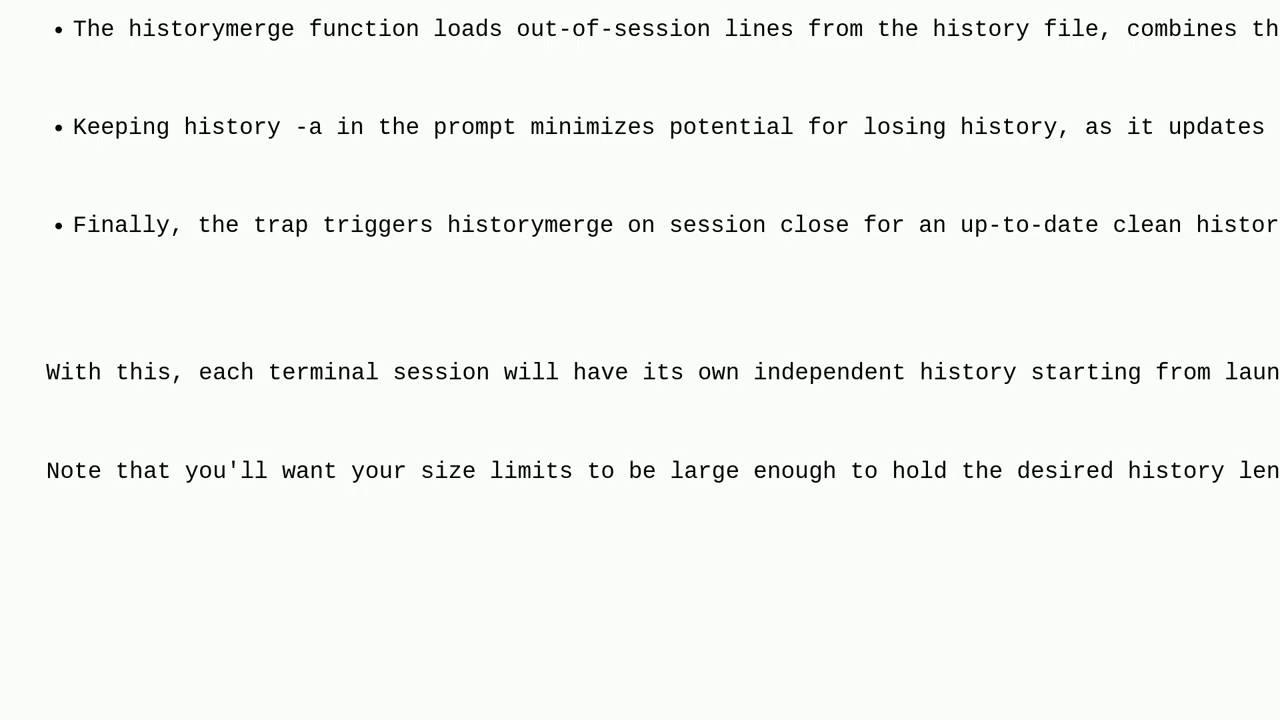 • The historymerge function loads out-of-session lines from the history file, combines th
• Keeping history -a in the prompt minimizes potential for losing history, as it updates
• Finally, the trap triggers historymerge on session close for an up-to-date clean histor
With this, each terminal session will have its own independent history starting from laun
Note that you'll want your size limits to be large enough to hold the desired history len